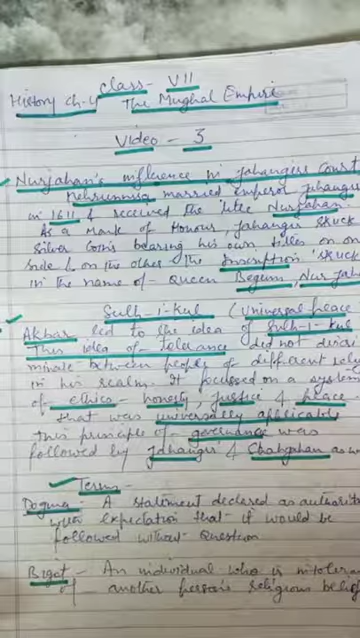 Class - VII
History Ch-4 The Mughal Empire
Video - 3
Nurjahan's influence in Jahangir's Court
Mehrunnisa married emperor Jahangir
in 1611 & received the title Nurjahan
As a Mark of Honour, Jahangir struck
Silver Coins bearing his own titles on one
side & on the other the Inscription 'struck
in the name of Queen Begum, Nur Jah
Sulh-i-kul (Universal peace
Akbar led to the idea of Sulh-i-kul
This idea of tolerance did not discri
minate between people of different relig
in his realm. It focussed on a system
of ethics - honesty, justice & peace
that was universally applicable
this principle of governance was
followed by Jahangir & Shahjahan as w
Terms -
Dogma - A statement declared as authorita
with expectation that it would be
followed without Question
Bigot - An individual who is intoleran
of another person's religious belief